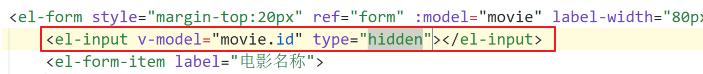 <el-form style="margin-top:20px" ref="form" :model="movie" label-width="80px
<el-input v-model="movie.id" type="hidden"></el-input>
<el-form-item label="电影名称">